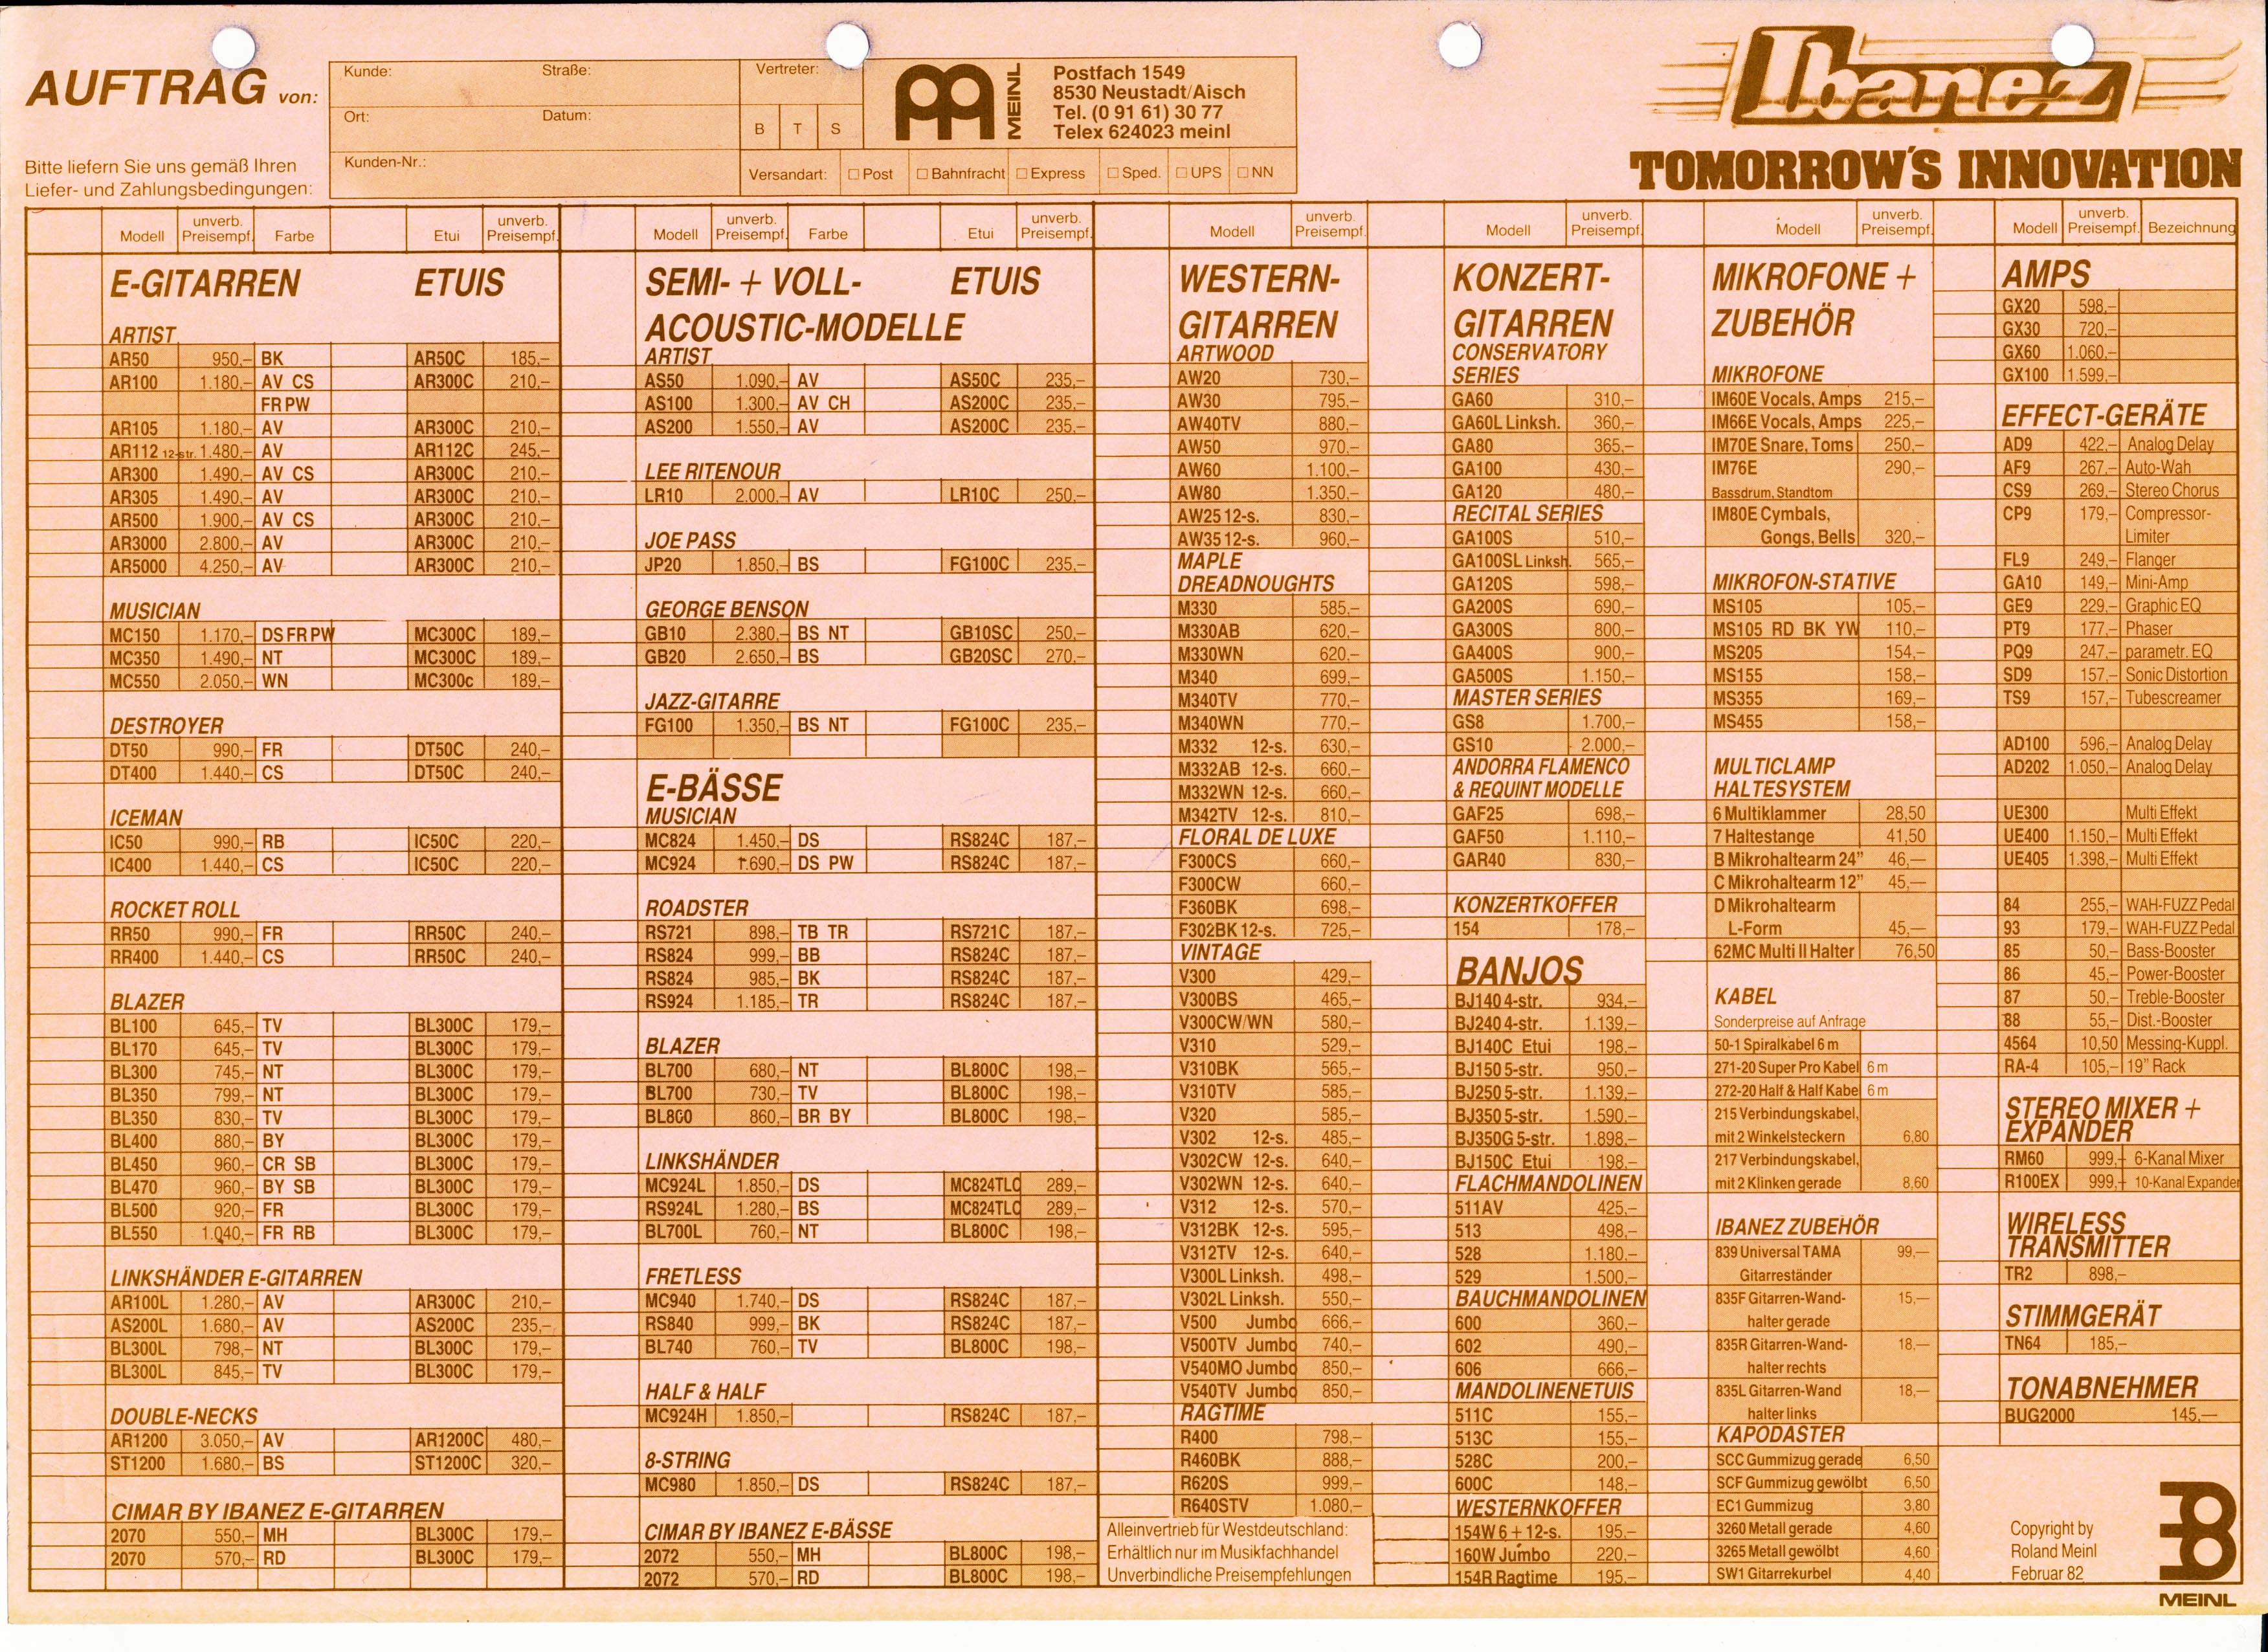 AUFTRAG von:
Bitte liefern Sie uns gemäß Ihren
Liefer- und Zahlungsbedingungen:
Kunde: Straße:
Ort: Datum:
Kunden-Nr.:
Vertreter:
B T S
MEINL
Postfach 1549
8530 Neustadt/Aisch
Tel. (0 91 61) 30 77
Telex 624023 meinl
Versandart: Post Bahnfracht Express Sped. UPS NN
Ibanez
TOMORROW'S INNOVATION
Modell unverb. Preisempf. Farbe Etui unverb. Preisempf.
E-GITARREN ETUIS
ARTIST
AR50 950,– BK AR50C 185,–
AR100 1.180,– AV CS AR300C 210,–
FR PW
AR105 1.180,– AV AR300C 210,–
AR112 12-str. 1.480,– AV AR112C 245,–
AR300 1.490,– AV CS AR300C 210,–
AR305 1.490,– AV AR300C 210,–
AR500 1.900,– AV CS AR300C 210,–
AR3000 2.800,– AV AR300C 210,–
AR5000 4.250,– AV AR300C 210,–
MUSICIAN
MC150 1.170,– DS FR PW MC300C 189,–
MC350 1.490,– NT MC300C 189,–
MC550 2.050,– WN MC300c 189,–
DESTROYER
DT50 990,– FR DT50C 240,–
DT400 1.440,– CS DT50C 240,–
ICEMAN
IC50 990,– RB IC50C 220,–
IC400 1.440,– CS IC50C 220,–
ROCKET ROLL
RR50 990,– FR RR50C 240,–
RR400 1.440,– CS RR50C 240,–
BLAZER
BL100 645,– TV BL300C 179,–
BL170 645,– TV BL300C 179,–
BL300 745,– NT BL300C 179,–
BL350 799,– NT BL300C 179,–
BL350 830,– TV BL300C 179,–
BL400 880,– BY BL300C 179,–
BL450 960,– CR SB BL300C 179,–
BL470 960,– BY SB BL300C 179,–
BL500 920,– FR BL300C 179,–
BL550 1.040,– FR RB BL300C 179,–
LINKSHÄNDER E-GITARREN
AR100L 1.280,– AV AR300C 210,–
AS200L 1.680,– AV AS200C 235,–
BL300L 798,– NT BL300C 179,–
BL300L 845,– TV BL300C 179,–
DOUBLE-NECKS
AR1200 3.050,– AV AR1200C 480,–
ST1200 1.680,– BS ST1200C 320,–
CIMAR BY IBANEZ E-GITARREN
2070 550,– MH BL300C 179,–
2070 570,– RD BL300C 179,–
Modell unverb. Preisempf. Farbe Etui unverb. Preisempf.
SEMI- + VOLL- ETUIS
ACOUSTIC-MODELLE
ARTIST
AS50 1.090,– AV AS50C 235,–
AS100 1.300,– AV CH AS200C 235,–
AS200 1.550,– AV AS200C 235,–
LEE RITENOUR
LR10 2.000,– AV LR10C 250,–
JOE PASS
JP20 1.850,– BS FG100C 235,–
GEORGE BENSON
GB10 2.380,– BS NT GB10SC 250,–
GB20 2.650,– BS GB20SC 270,–
JAZZ-GITARRE
FG100 1.350,– BS NT FG100C 235,–
E-BÄSSE
MUSICIAN
MC824 1.450,– DS RS824C 187,–
MC924 1.690,– DS PW RS824C 187,–
ROADSTER
RS721 898,– TB TR RS721C 187,–
RS824 999,– BB RS824C 187,–
RS824 985,– BK RS824C 187,–
RS924 1.185,– TR RS824C 187,–
BLAZER
BL700 680,– NT BL800C 198,–
BL700 730,– TV BL800C 198,–
BL800 860,– BR BY BL800C 198,–
LINKSHÄNDER
MC924L 1.850,– DS MC824TLC 289,–
RS924L 1.280,– BS MC824TLC 289,–
BL700L 760,– NT BL800C 198,–
FRETLESS
MC940 1.740,– DS RS824C 187,–
RS840 999,– BK RS824C 187,–
BL740 760,– TV BL800C 198,–
HALF & HALF
MC924H 1.850,– RS824C 187,–
8-STRING
MC980 1.850,– DS RS824C 187,–
CIMAR BY IBANEZ E-BÄSSE
2072 550,– MH BL800C 198,–
2072 570,– RD BL800C 198,–
Modell unverb. Preisempf.
WESTERN-
GITARREN
ARTWOOD
AW20 730,–
AW30 795,–
AW40TV 880,–
AW50 970,–
AW60 1.100,–
AW80 1.350,–
AW25 12-s. 830,–
AW35 12-s. 960,–
MAPLE
DREADNOUGHTS
M330 585,–
M330AB 620,–
M330WN 620,–
M340 699,–
M340TV 770,–
M340WN 770,–
M332 12-s. 630,–
M332AB 12-s. 660,–
M332WN 12-s. 660,–
M342TV 12-s. 810,–
FLORAL DE LUXE
F300CS 660,–
F300CW 660,–
F360BK 698,–
F302BK 12-s. 725,–
VINTAGE
V300 429,–
V300BS 465,–
V300CW/WN 580,–
V310 529,–
V310BK 565,–
V310TV 585,–
V320 585,–
V302 12-s. 485,–
V302CW 12-s. 640,–
V302WN 12-s. 640,–
V312 12-s. 570,–
V312BK 12-s. 595,–
V312TV 12-s. 640,–
V300L Linksh. 498,–
V302L Linksh. 550,–
V500 Jumbo 666,–
V500TV Jumbo 740,–
V540MO Jumbo 850,–
V540TV Jumbo 850,–
RAGTIME
R400 798,–
R460BK 888,–
R620S 999,–
R640STV 1.080,–
Alleinvertrieb für Westdeutschland:
Erhältlich nur im Musikfachhandel
Unverbindliche Preisempfehlungen
Modell unverb. Preisempf.
KONZERT-
GITARREN
CONSERVATORY
SERIES
GA60 310,–
GA60L Linksh. 360,–
GA80 365,–
GA100 430,–
GA120 480,–
RECITAL SERIES
GA100S 510,–
GA100SL Linksh. 565,–
GA120S 598,–
GA200S 690,–
GA300S 800,–
GA400S 900,–
GA500S 1.150,–
MASTER SERIES
GS8 1.700,–
GS10 2.000,–
ANDORRA FLAMENCO
& REQUINT MODELLE
GAF25 698,–
GAF50 1.110,–
GAR40 830,–
KONZERTKOFFER
154 178,–
BANJOS
BJ140 4-str. 934,–
BJ240 4-str. 1.139,–
BJ140C Etui 198,–
BJ150 5-str. 950,–
BJ250 5-str. 1.139,–
BJ350 5-str. 1.590,–
BJ350G 5-str. 1.898,–
BJ150C Etui 198,–
FLACHMANDOLINEN
511AV 425,–
513 498,–
528 1.180,–
529 1.500,–
BAUCHMANDOLINEN
600 360,–
602 490,–
606 666,–
MANDOLINENETUIS
511C 155,–
513C 155,–
528C 200,–
600C 148,–
WESTERNKOFFER
154W 6 + 12-s. 195,–
160W Jumbo 220,–
154R Ragtime 195,–
Modell unverb. Preisempf.
MIKROFONE +
ZUBEHÖR
MIKROFONE
IM60E Vocals, Amps 215,–
IM66E Vocals, Amps 225,–
IM70E Snare, Toms 250,–
IM76E 290,–
Bassdrum, Standtom
IM80E Cymbals,
Gongs, Bells 320,–
MIKROFON-STATIVE
MS105 105,–
MS105 RD BK YW 110,–
MS205 154,–
MS155 158,–
MS355 169,–
MS455 158,–
MULTICLAMP
HALTESYSTEM
6 Multiklammer 28,50
7 Haltestange 41,50
B Mikrohaltearm 24” 46,—
C Mikrohaltearm 12” 45,—
D Mikrohaltearm
L-Form 45,—
62MC Multi II Halter 76,50
KABEL
Sonderpreise auf Anfrage
50-1 Spiralkabel 6 m
271-20 Super Pro Kabel 6 m
272-20 Half & Half Kabel 6 m
215 Verbindungskabel,
mit 2 Winkelsteckern 6,80
217 Verbindungskabel,
mit 2 Klinken gerade 8,60
IBANEZ ZUBEHÖR
839 Universal TAMA 99,—
Gitarreständer
835F Gitarren-Wand- 15,—
halter gerade
835R Gitarren-Wand- 18,—
halter rechts
835L Gitarren-Wand 18,—
halter links
KAPODASTER
SCC Gummizug gerade 6,50
SCF Gummizug gewölbt 6,50
EC1 Gummizug 3,80
3260 Metall gerade 4,60
3265 Metall gewölbt 4,60
SW1 Gitarrekurbel 4,40
Modell unverb. Preisempf. Bezeichnung
AMPS
GX20 598,–
GX30 720,–
GX60 1.060,–
GX100 1.599,–
EFFECT-GERÄTE
AD9 422,– Analog Delay
AF9 267,– Auto-Wah
CS9 269,– Stereo Chorus
CP9 179,– Compressor-
Limiter
FL9 249,– Flanger
GA10 149,– Mini-Amp
GE9 229,– Graphic EQ
PT9 177,– Phaser
PQ9 247,– parametr. EQ
SD9 157,– Sonic Distortion
TS9 157,– Tubescreamer
AD100 596,– Analog Delay
AD202 1.050,– Analog Delay
UE300 Multi Effekt
UE400 1.150,– Multi Effekt
UE405 1.398,– Multi Effekt
84 255,– WAH-FUZZ Pedal
93 179,– WAH-FUZZ Pedal
85 50,– Bass-Booster
86 45,– Power-Booster
87 50,– Treble-Booster
88 55,– Dist.-Booster
4564 10,50 Messing-Kuppl.
RA-4 105,– 19” Rack
STEREO MIXER +
EXPANDER
RM60 999,– 6-Kanal Mixer
R100EX 999,– 10-Kanal Expander
WIRELESS
TRANSMITTER
TR2 898,–
STIMMGERÄT
TN64 185,–
TONABNEHMER
BUG2000 145,—
Copyright by
Roland Meinl
Februar 82
MEINL